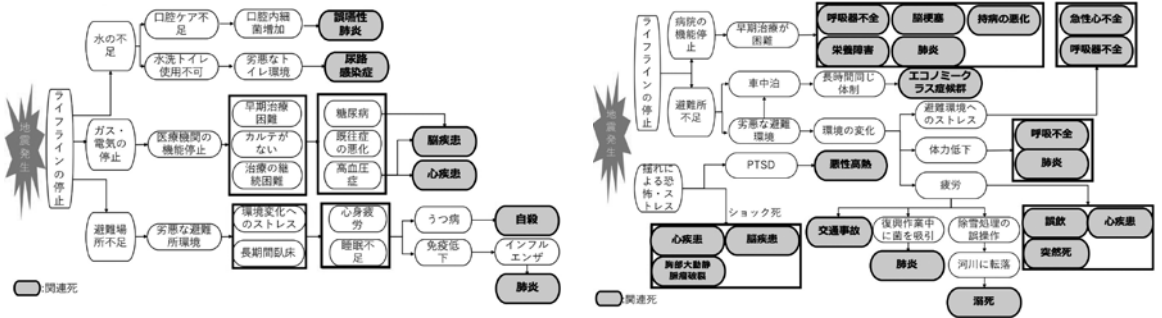 地震発生
ライフラインの停止
水の不足
口腔ケア不
足
口腔内細
菌増加
誤嚥性
肺炎
水洗トイレ
使用不可
劣悪なト
イレ環境
尿路
感染症
ガス・
電気の
停止
医療機関の
機能停止
早期治療
困難
カルテが
ない
治療の継
続困難
糖尿病
既往症
の悪化
高血圧
症
脳疾患
心疾患
避難場
所不足
劣悪な避難
所環境
環境変化へ
のストレス
長期間臥床
心身疲
労
睡眠不
足
うつ病
自殺
免疫低
下
インフル
エンザ
肺炎
:関連死
地震発生
ライフラインの停止
病院の
機能停
止
早期治療が
困難
呼吸器不全
脳梗塞
持病の悪化
栄養障害
肺炎
急性心不全
呼吸器不全
避難所
不足
車中泊
長時間同じ
体制
エコノミーク
ラス症候群
劣悪な避難
環境
環境の変化
避難環境へ
のストレス
体力低下
呼吸不全
肺炎
疲労
揺れによ
る恐怖・ス
トレス
PTSD
悪性高熱
ショック死
心疾患
脳疾患
胸部大動静
脈瘤破裂
交通事故
復興作業中
に菌を吸引
肺炎
除雪処理の
誤操作
河川に転落
溺死
誤飲
心疾患
突然死
:関連死